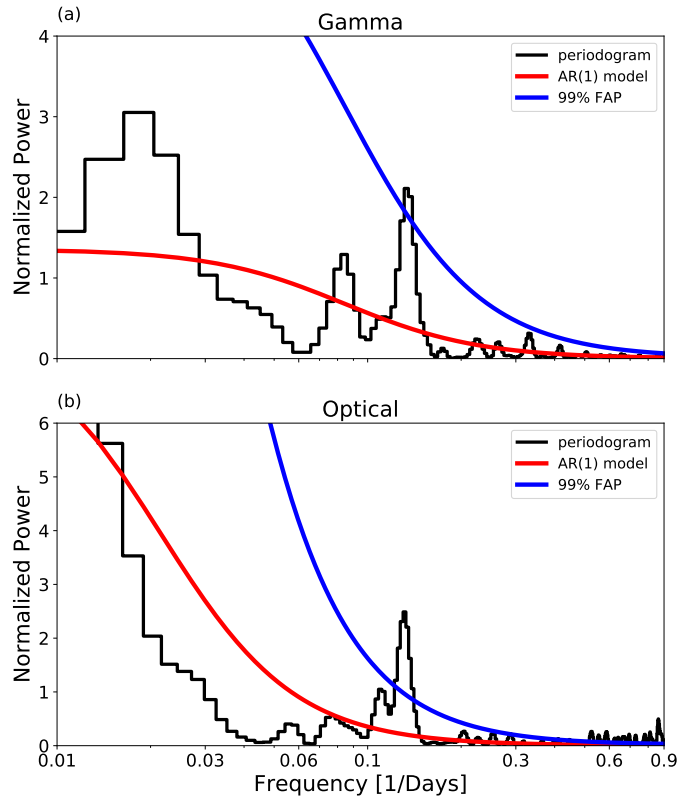 (a)
Gamma
Normalized Power
4
3
2
1
0
periodogram
AR(1) model
99% FAP
(b)
Optical
Normalized Power
6
5
4
3
2
1
0
periodogram
AR(1) model
99% FAP
0.01 0.03 0.06 0.1 0.3 0.6 0.9
Frequency [1/Days]